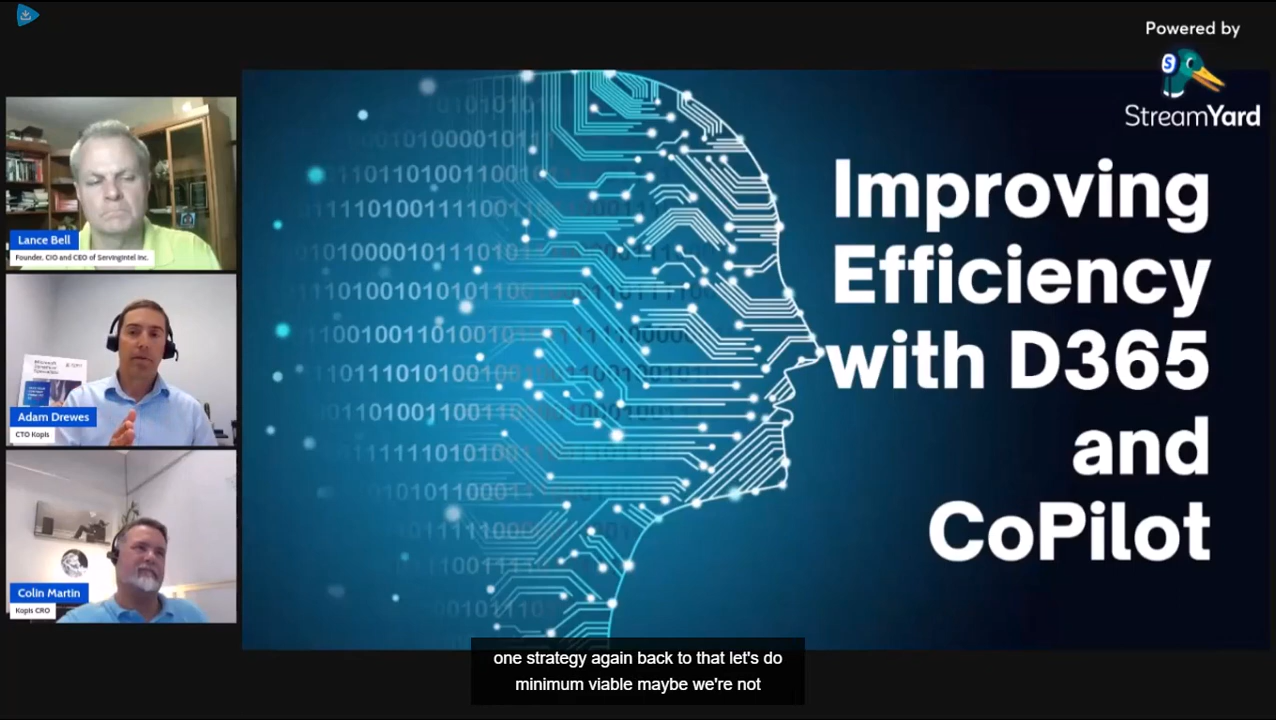 Powered by
StreamYard
Lance Bell
Founder, CIO and CEO of ServingIntel Inc.
Adam Drewes
CTO Kopis
Colin Martin
Kopis CRO
Improving
Efficiency
with D365
and
CoPilot
one strategy again back to that let's do
minimum viable maybe we're not